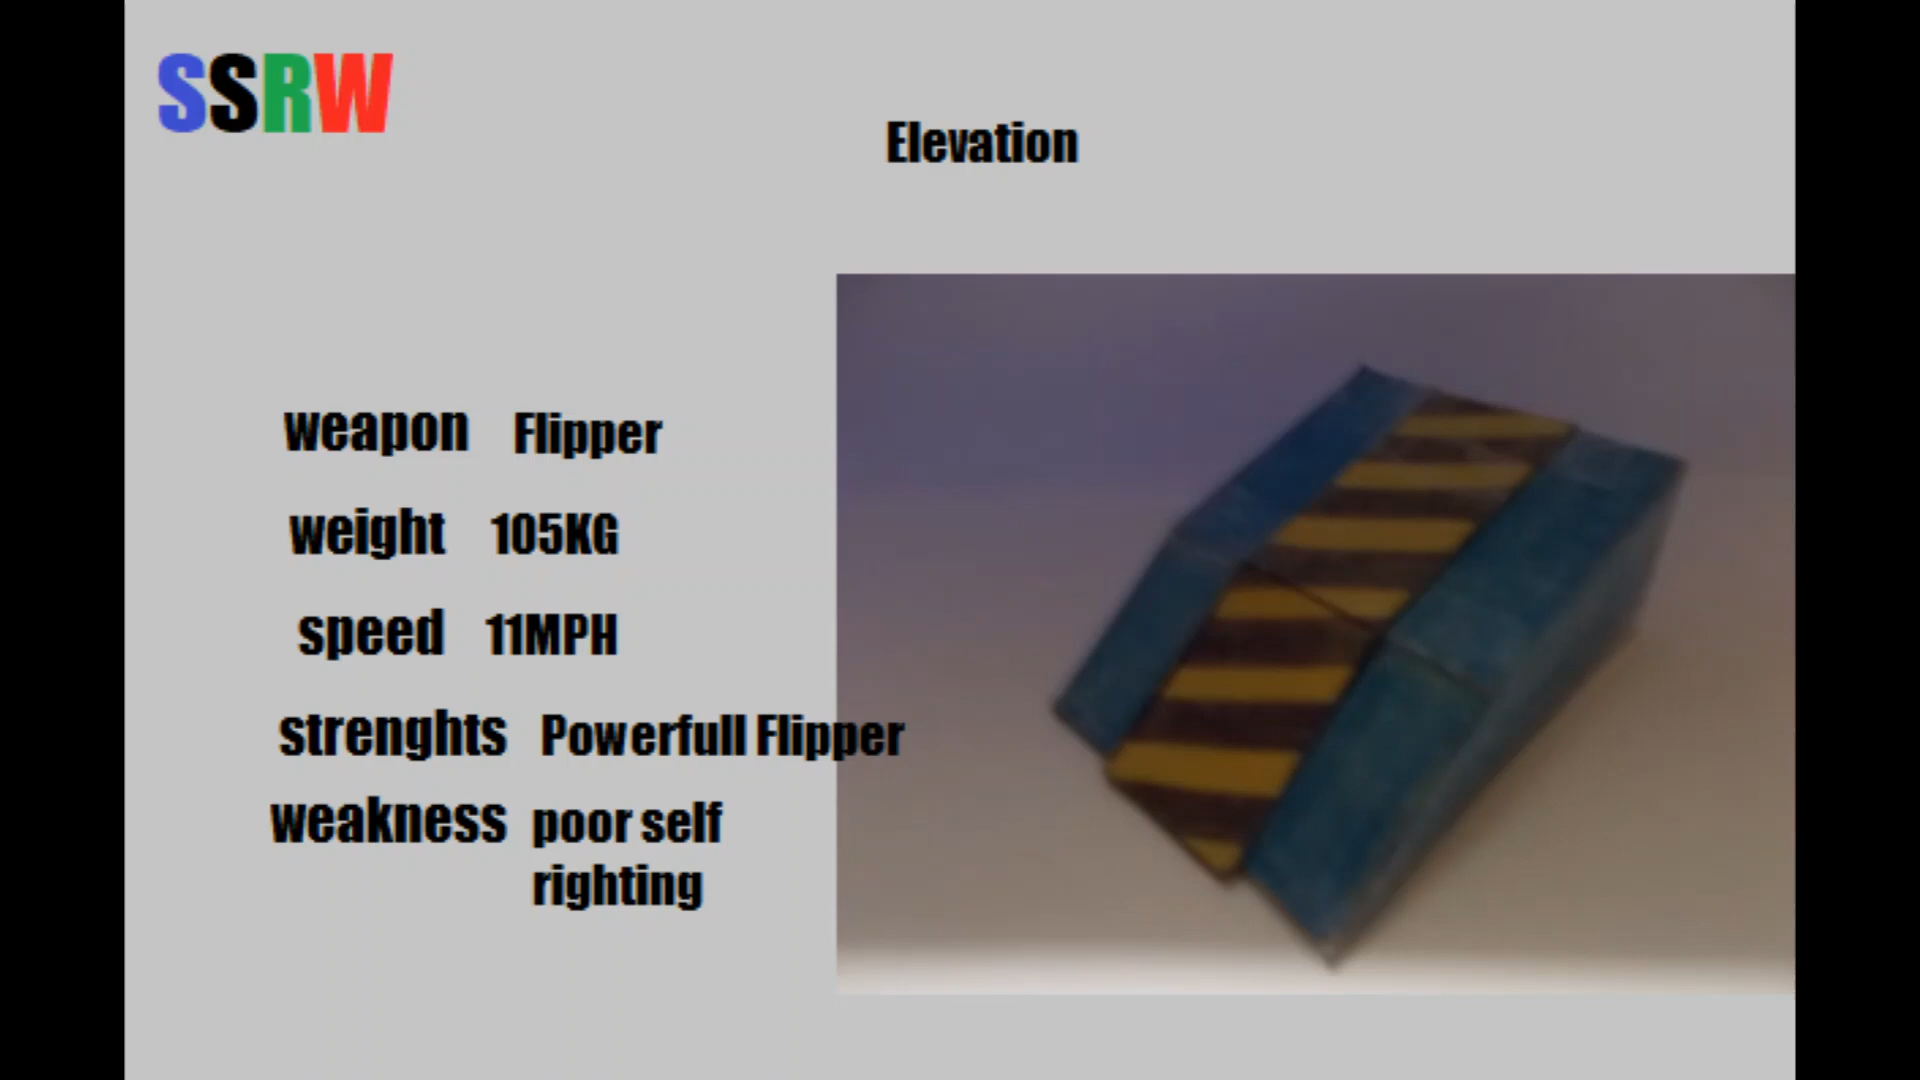 SSRW
Elevation
weapon Flipper
weight 105KG
speed 11MPH
strenghts Powerfull Flipper
weakness poor self
righting